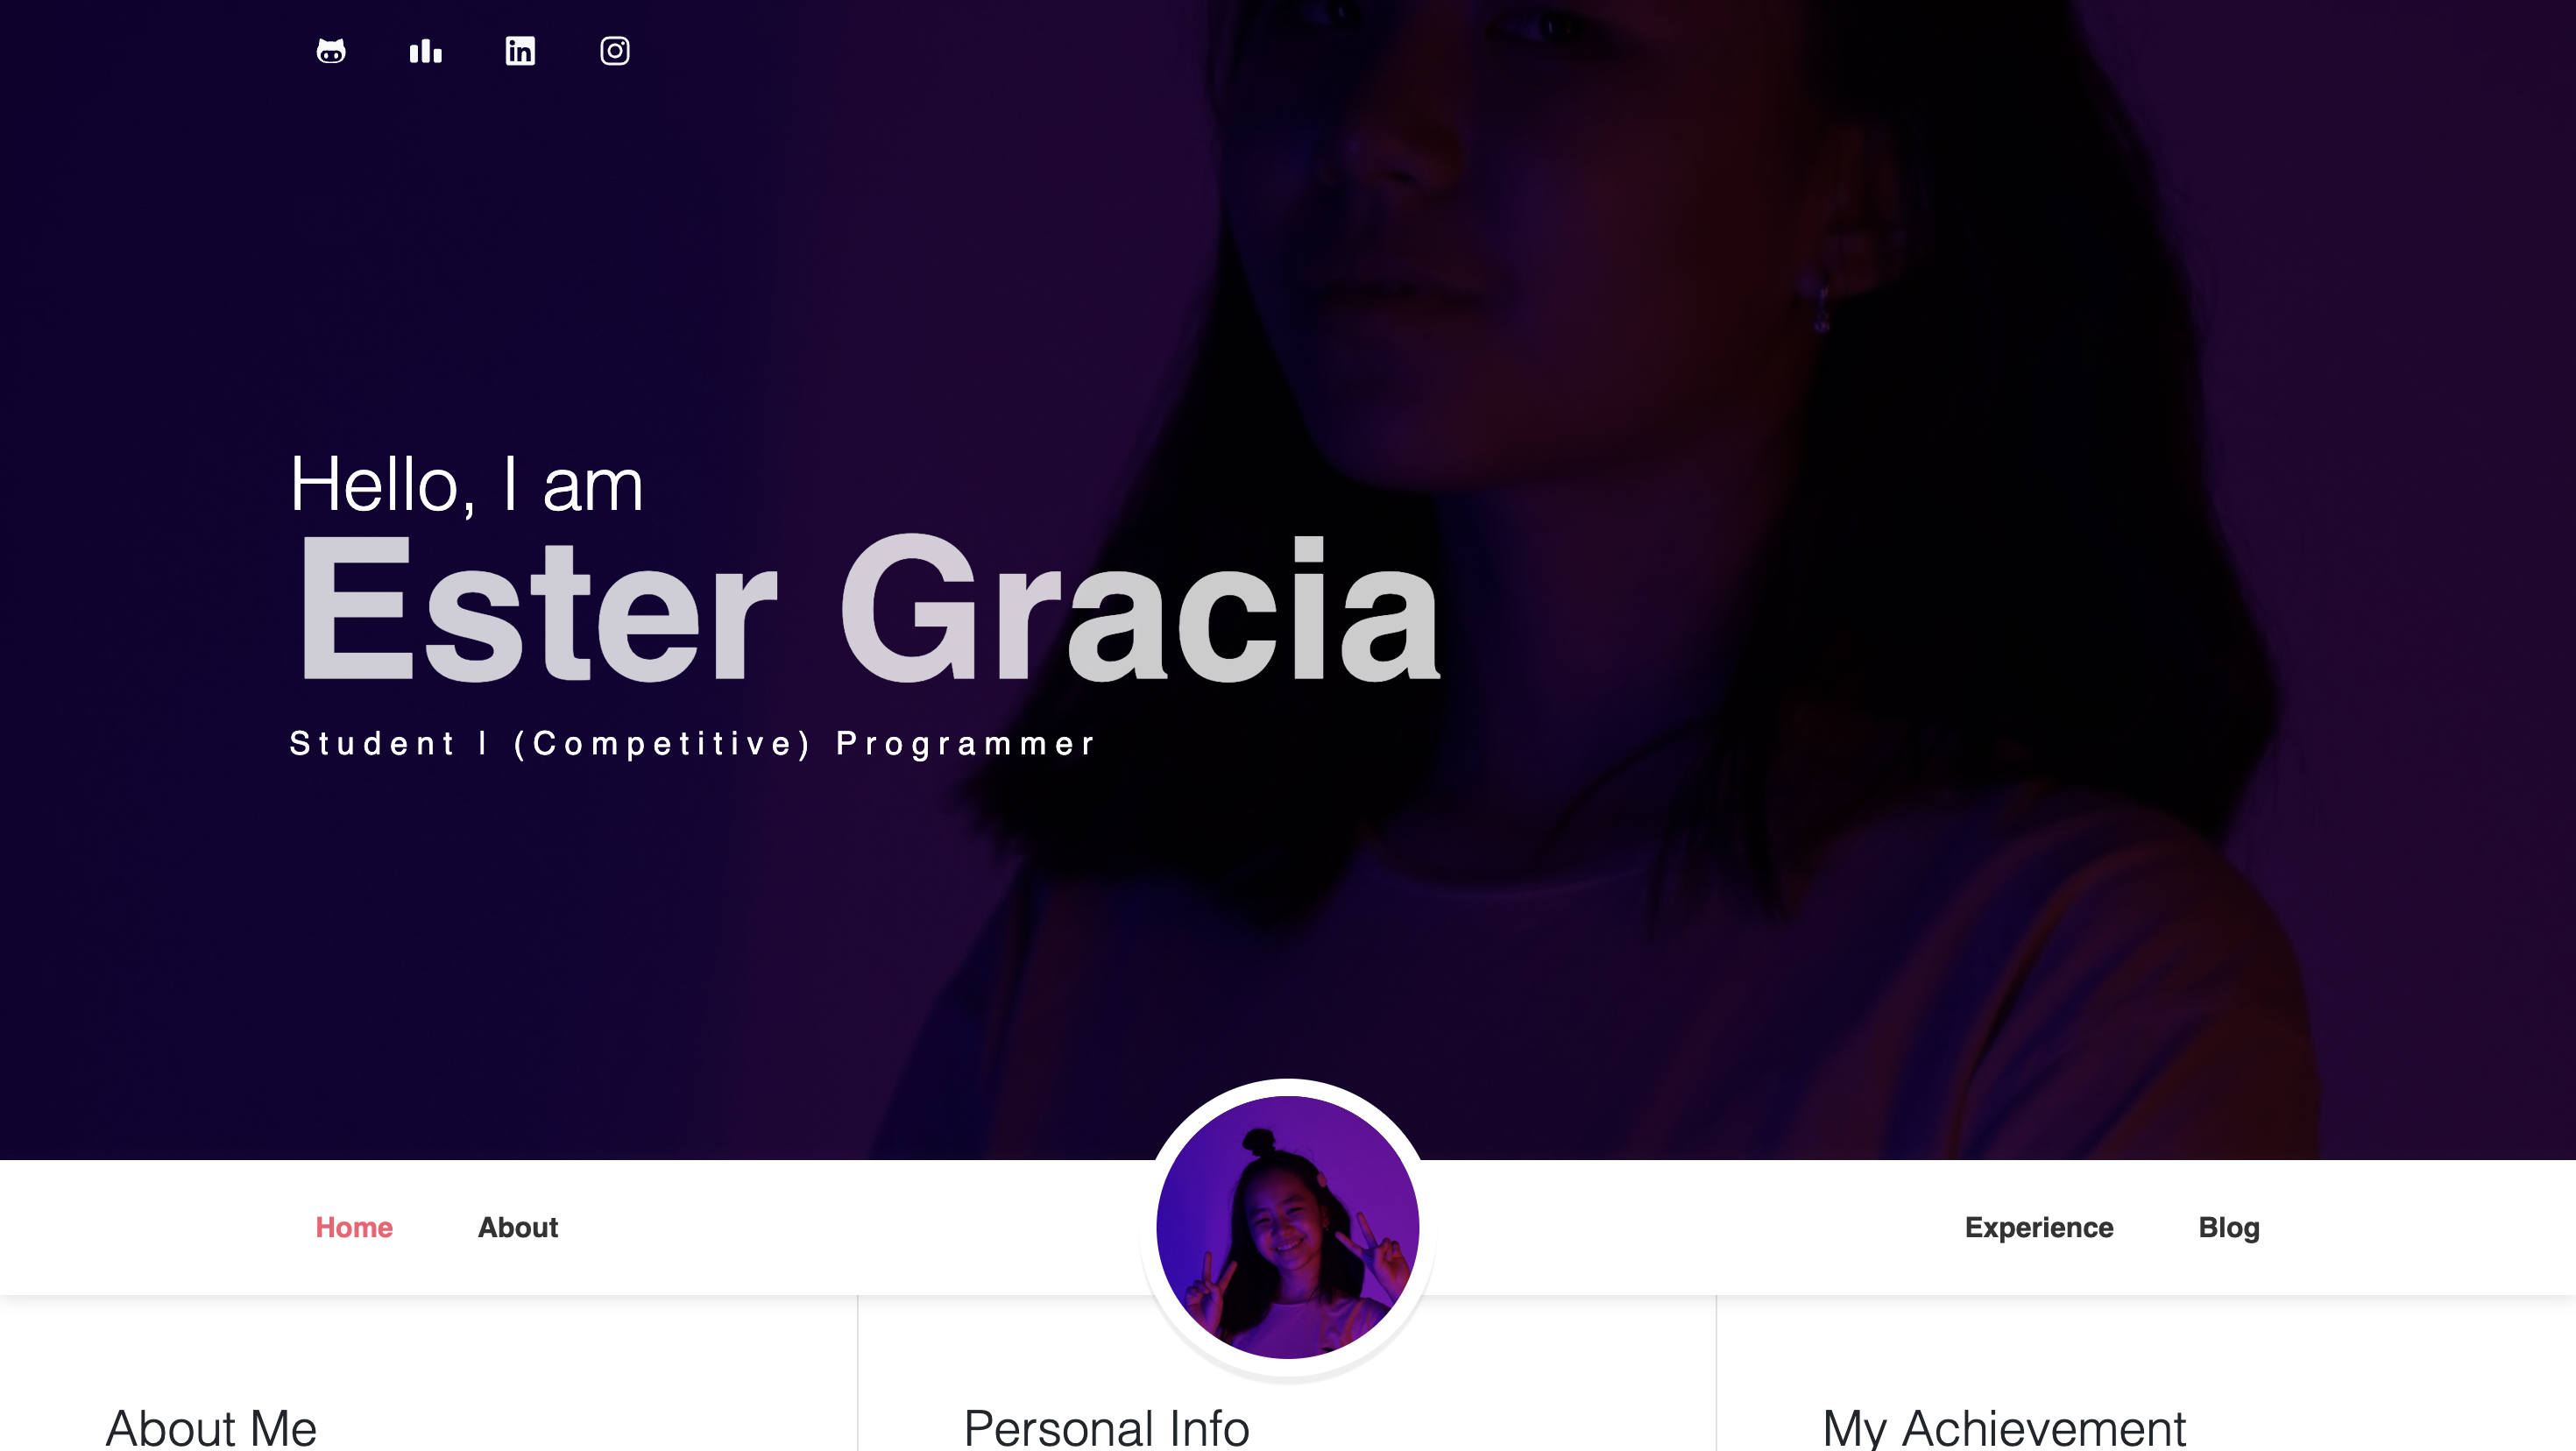 Hello, I am
Ester Gracia
Student | (Competitive) Programmer
Home About Experience Blog
About Me
Personal Info
My Achievement